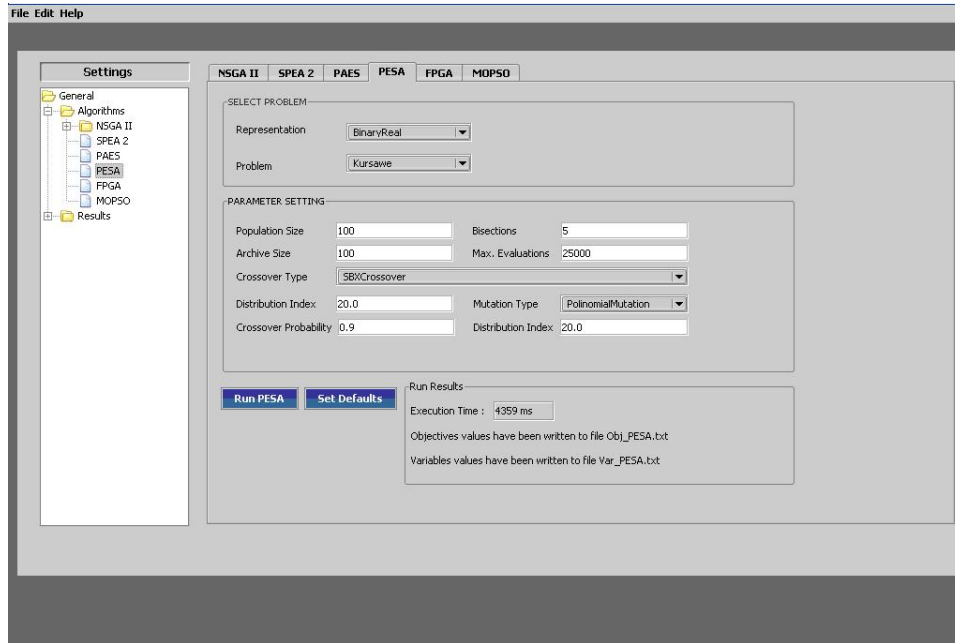 File Edit Help
Settings
General
Algorithms
NSGA II
SPEA 2
PAES
PESA
FPGA
MOPSO
Results
NSGA II SPEA 2 PAES PESA FPGA MOPSO
SELECT PROBLEM
Representation BinaryReal
Problem Kursawe
PARAMETER SETTING
Population Size 100 Bisections 5
Archive Size 100 Max. Evaluations 25000
Crossover Type SBXCrossover
Distribution Index 20.0 Mutation Type PolinomialMutation
Crossover Probability 0.9 Distribution Index 20.0
Run PESA Set Defaults
Run Results
Execution Time : 4359 ms
Objectives values have been written to file Obj_PESA.txt
Variables values have been written to file Var_PESA.txt